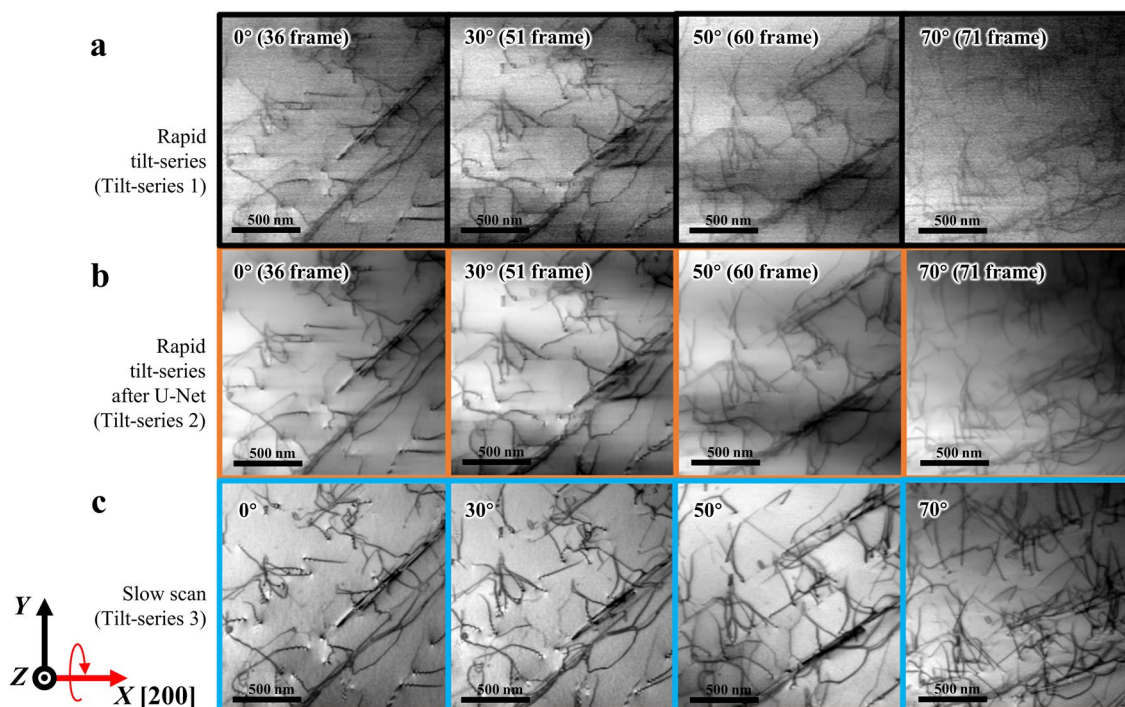 a
Rapid
tilt-series
(Tilt-series 1)
0° (36 frame)
30° (51 frame)
50° (60 frame)
70° (71 frame)
500 nm
500 nm
500 nm
500 nm
b
Rapid
tilt-series
after U-Net
(Tilt-series 2)
0° (36 frame)
30° (51 frame)
50° (60 frame)
70° (71 frame)
500 nm
500 nm
500 nm
500 nm
c
Slow scan
(Tilt-series 3)
0°
30°
50°
70°
500 nm
500 nm
500 nm
500 nm
Y
Z
X [200]